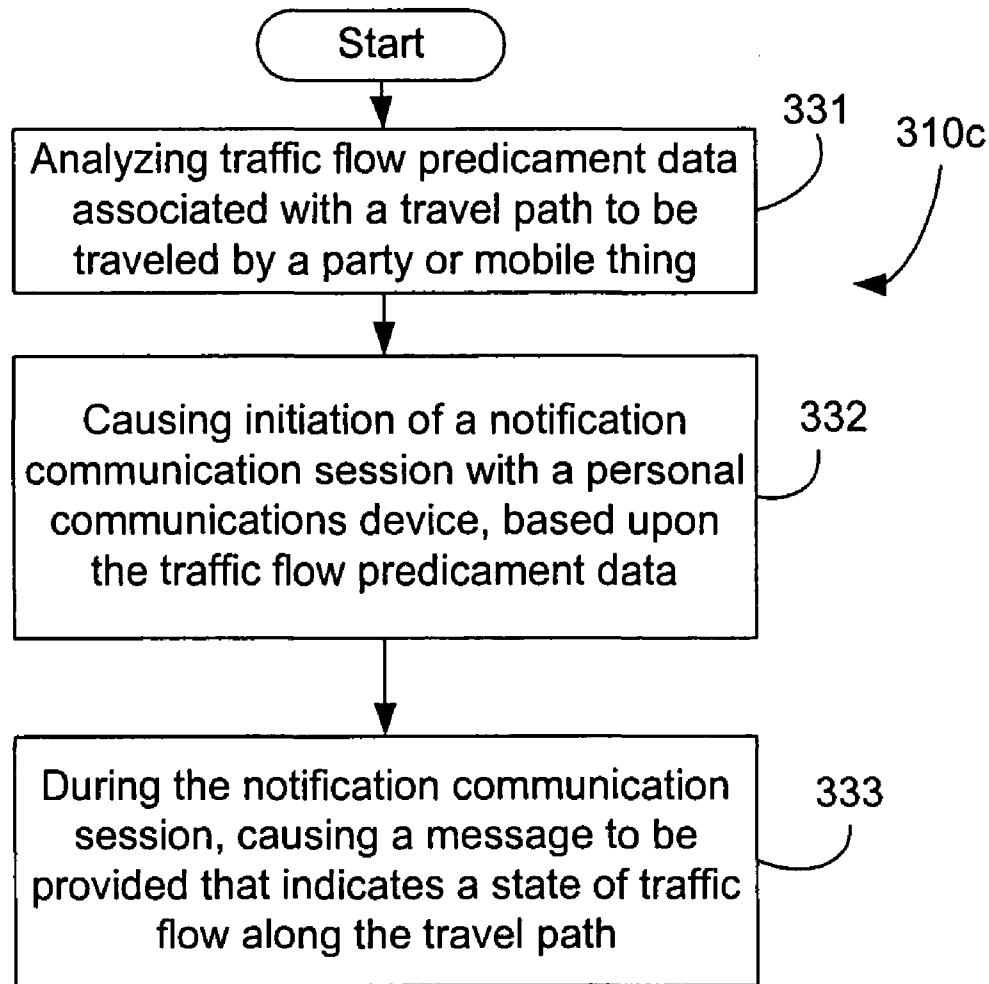 Start
331
310c
Analyzing traffic flow predicament data
associated with a travel path to be
traveled by a party or mobile thing
332
Causing initiation of a notification
communication session with a personal
communications device, based upon
the traffic flow predicament data
333
During the notification communication
session, causing a message to be
provided that indicates a state of traffic
flow along the travel path